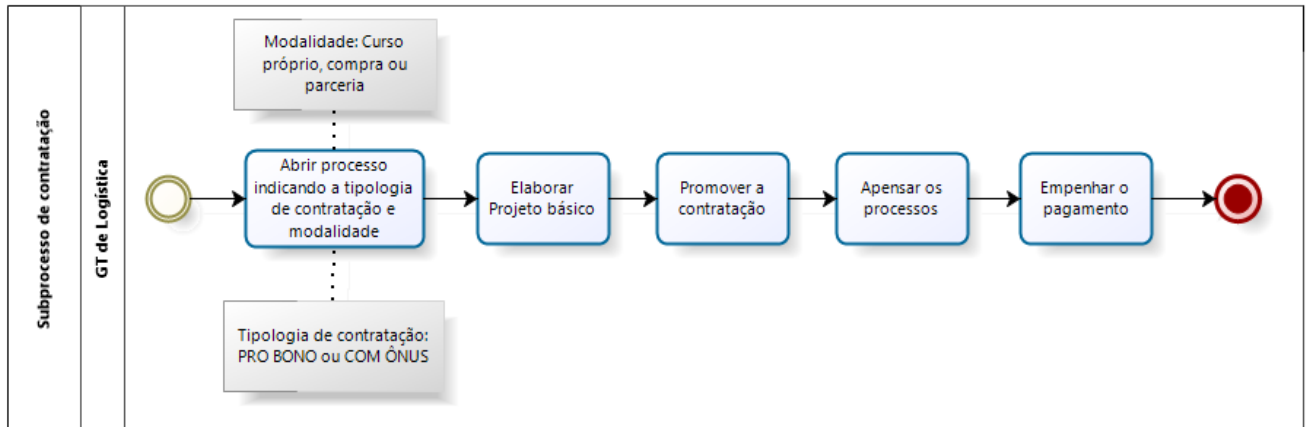 Subprocesso de contratação
GT de Logística
Modalidade: Curso
próprio, compra ou
parceria
Abrir processo
indicando a tipologia
de contratação e
modalidade
Tipologia de contratação:
PRO BONO ou COM ÔNUS
Elaborar
Projeto básico
Promover a
contratação
Apensar os
processos
Empenhar o
pagamento